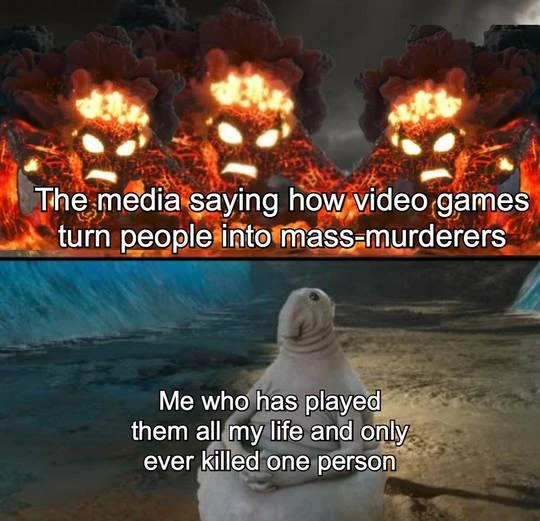 The media saying how video games
turn people into mass-murderers
Me who has played
them all my life and only
ever killed one person